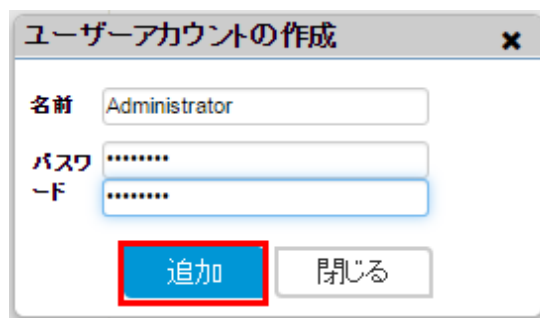 ユーザーアカウントの作成 ×
名前 Administrator
パスワ ••••••••
ード ••••••••
追加 閉じる